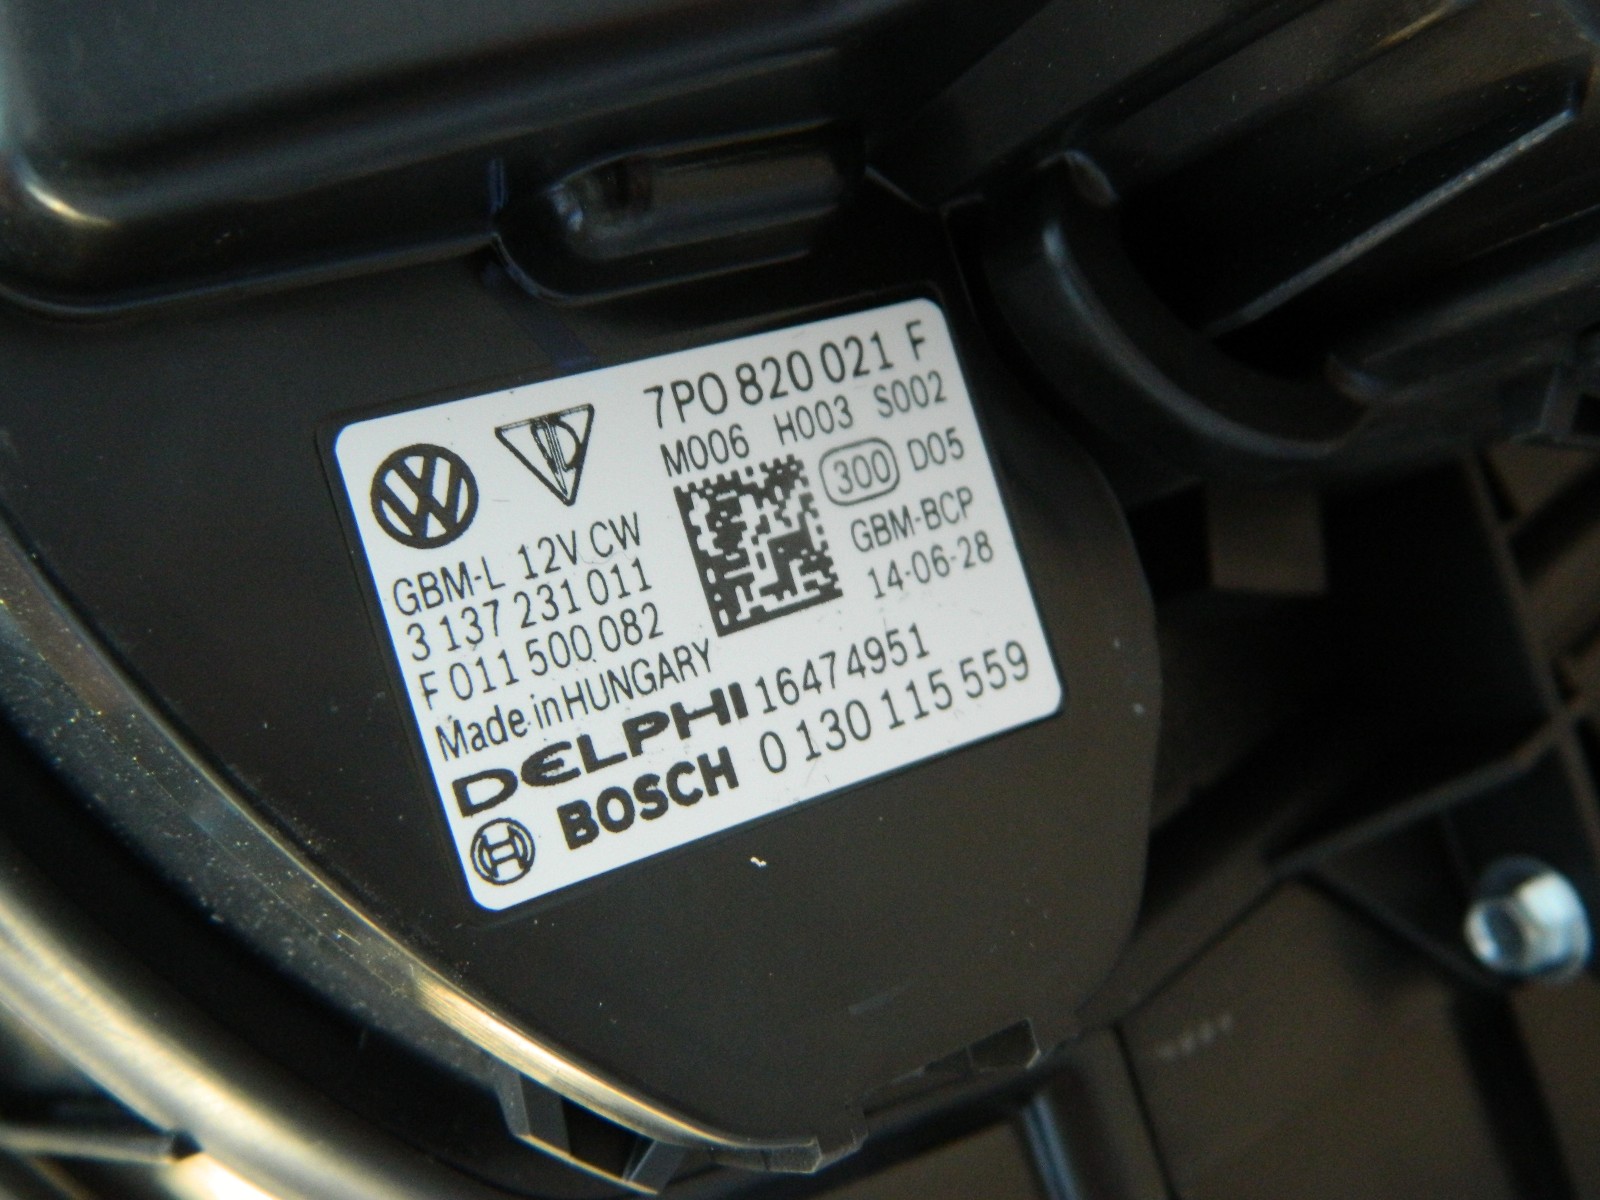 7P0 820 021 F
M006 H003 S002
300 D05
GBM-BCP
14-06-28
GBM-L 12V CW
3 137 231 011
F 011 500 082
Made in HUNGARY
DELPHI 16474951
BOSCH 0 130 115 559